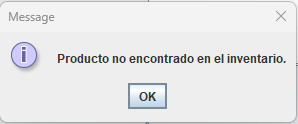 Message
Producto no encontrado en el inventario.
OK